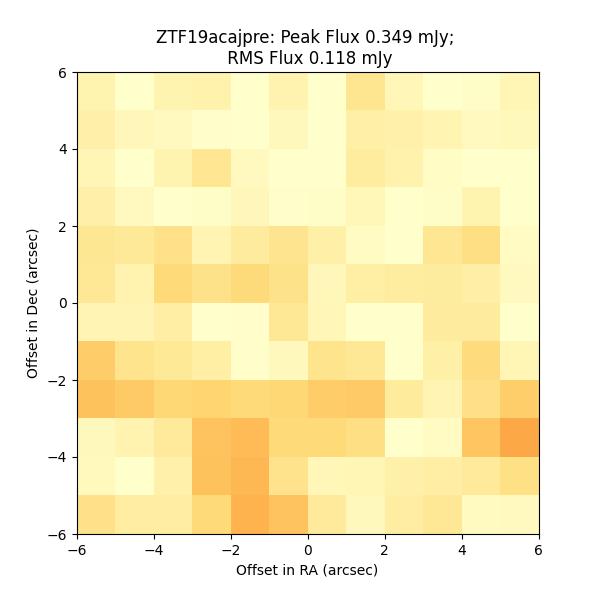 ZTF19acajpre: Peak Flux 0.349 mJy;
RMS Flux 0.118 mJy
6
4
2
0
−2
−4
−6
Offset in Dec (arcsec)
−6 −4 −2 0 2 4 6
Offset in RA (arcsec)